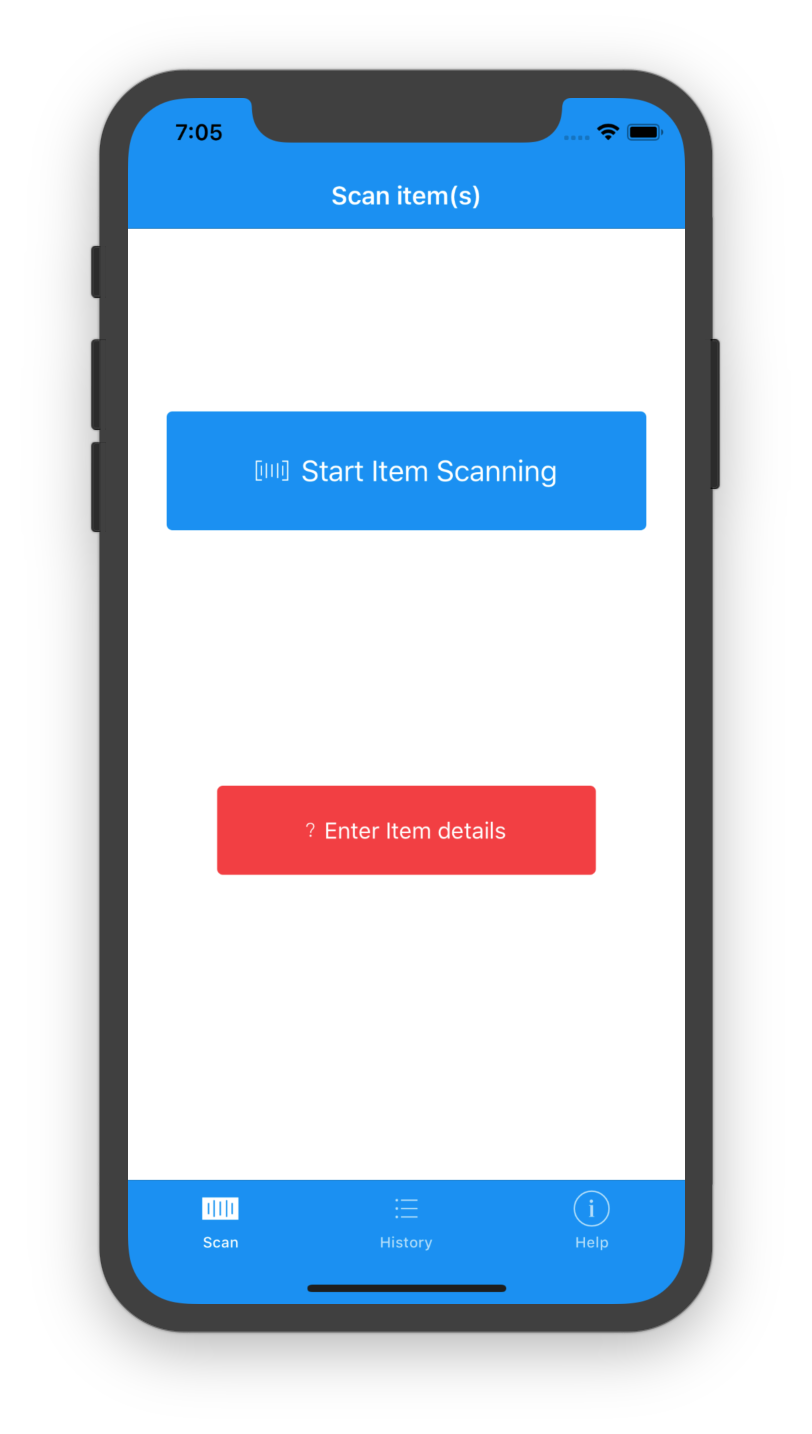 7:05
Scan item(s)
Start Item Scanning
? Enter Item details
Scan
History
Help